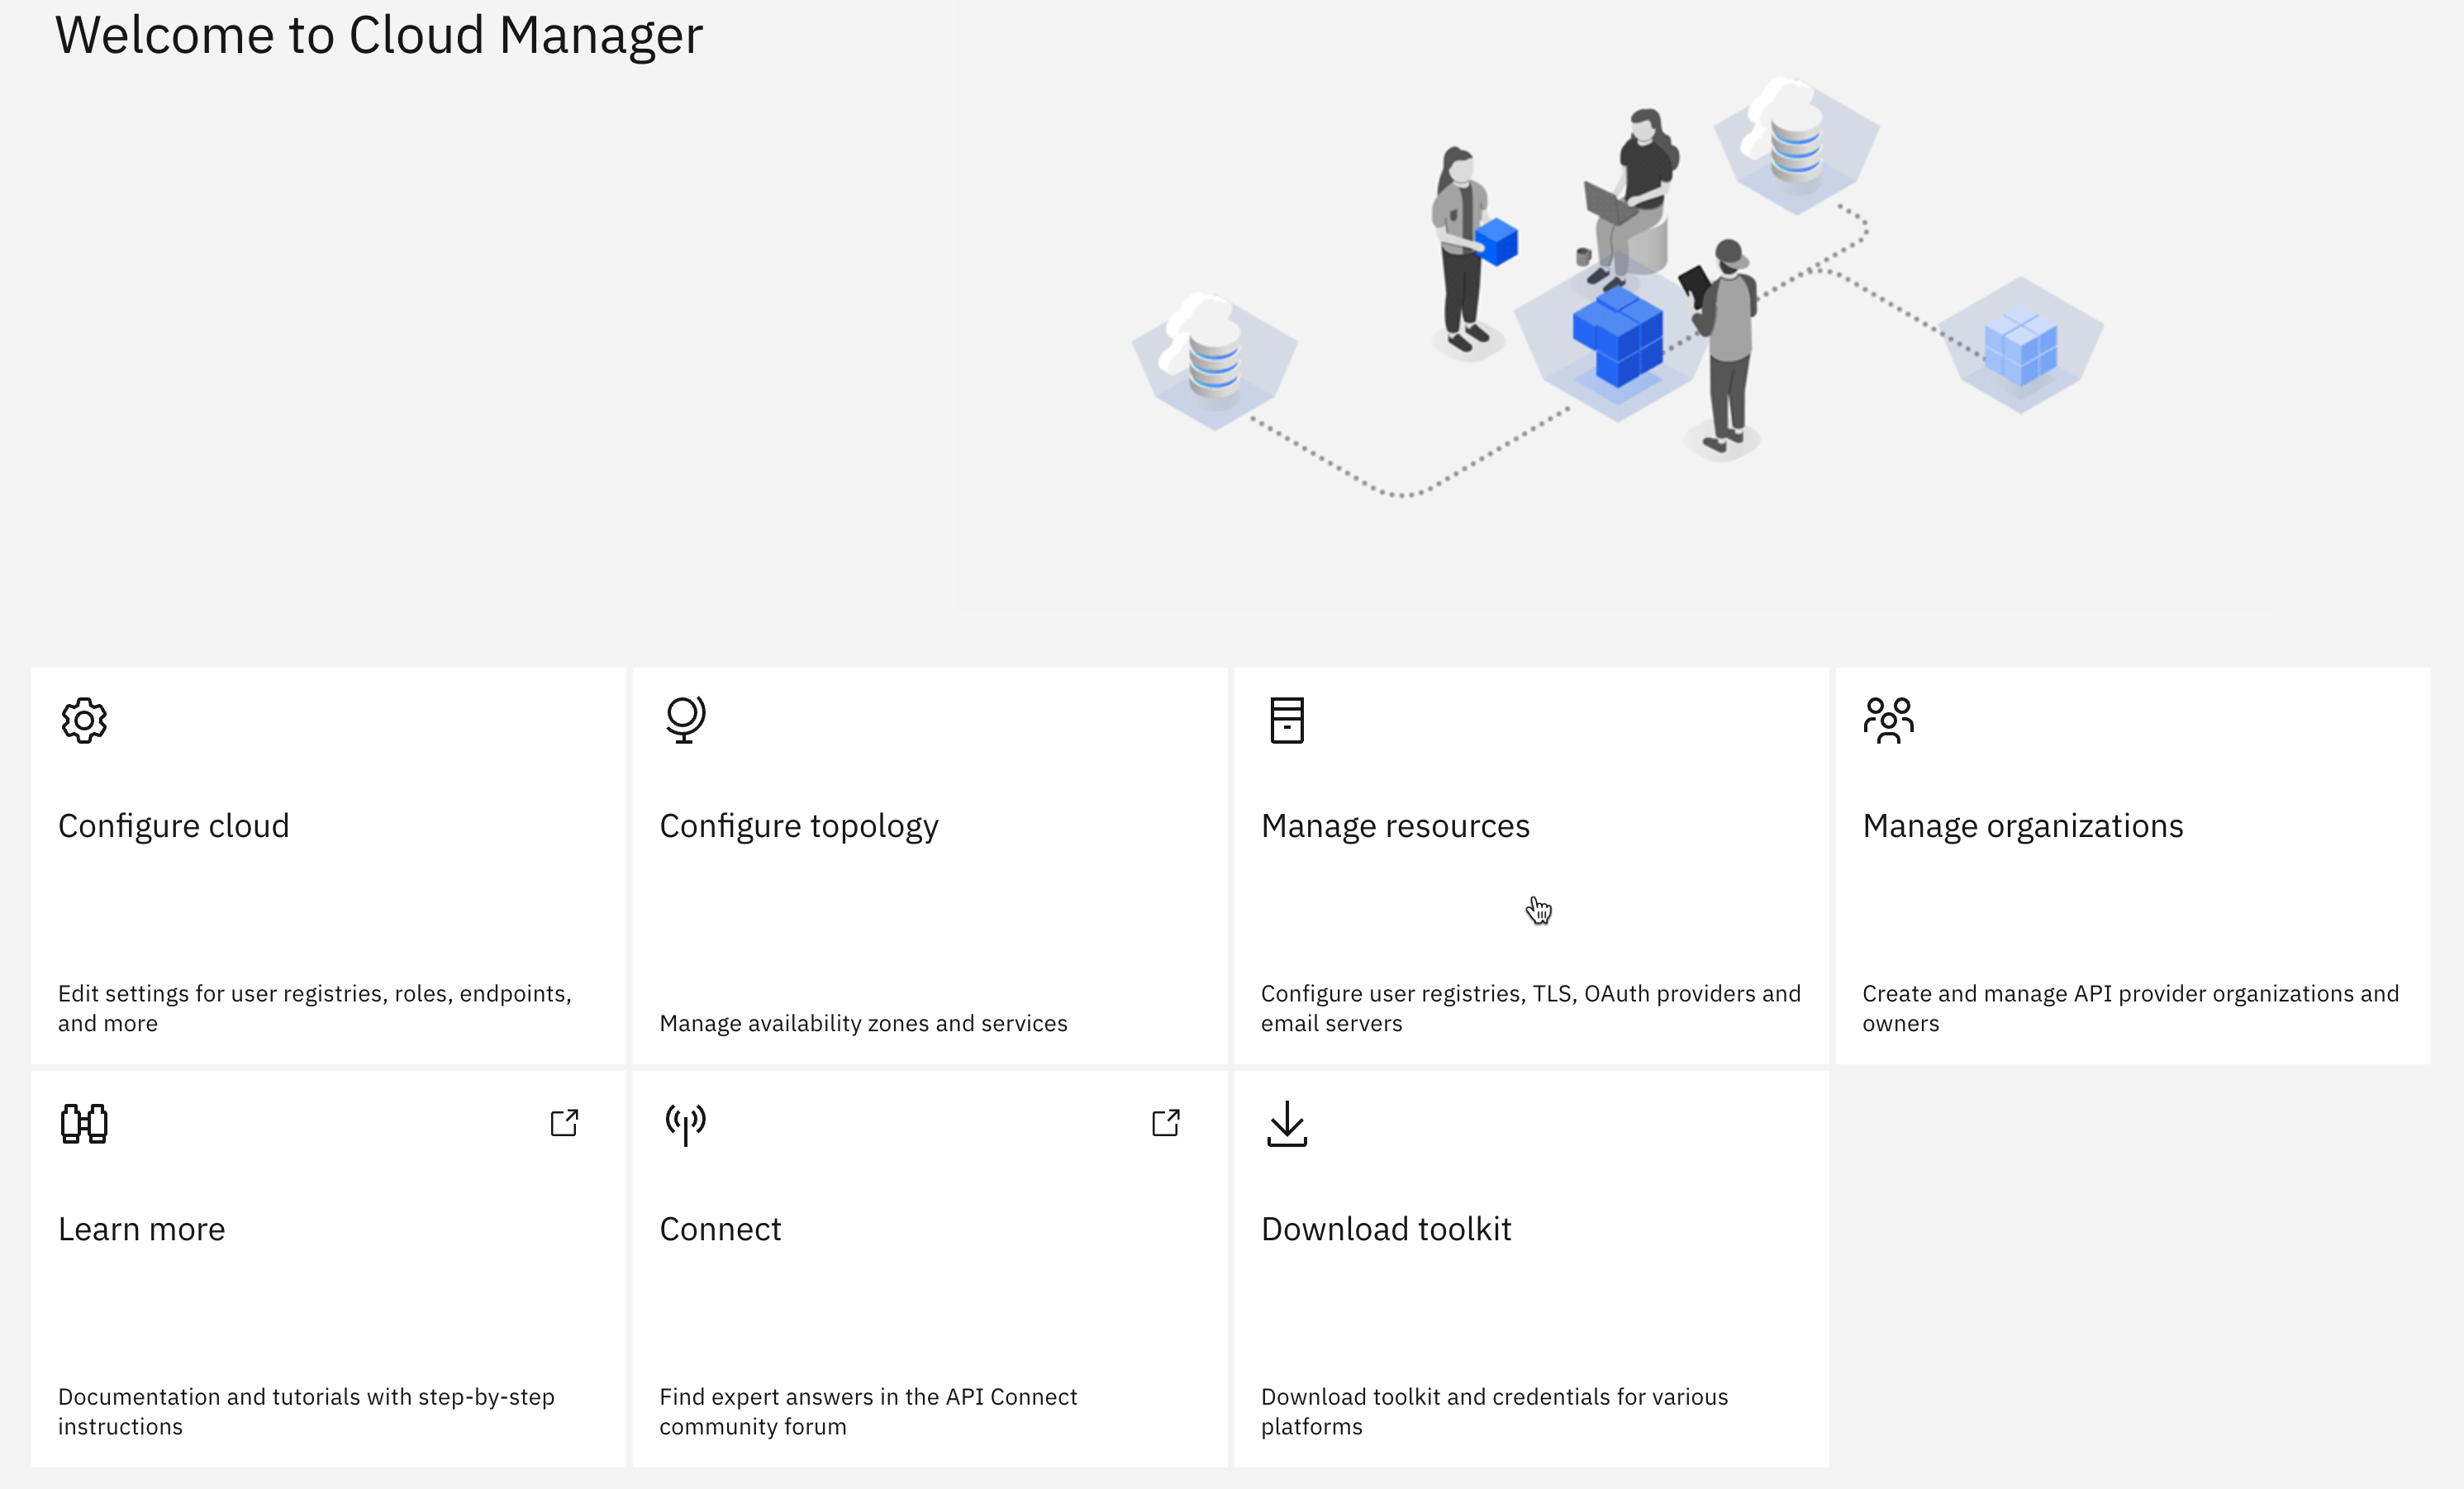 Welcome to Cloud Manager
Configure cloud
Edit settings for user registries, roles, endpoints,
and more
Configure topology
Manage availability zones and services
Manage resources
Configure user registries, TLS, OAuth providers and
email servers
Manage organizations
Create and manage API provider organizations and
owners
Learn more
Documentation and tutorials with step-by-step
instructions
Connect
Find expert answers in the API Connect
community forum
Download toolkit
Download toolkit and credentials for various
platforms